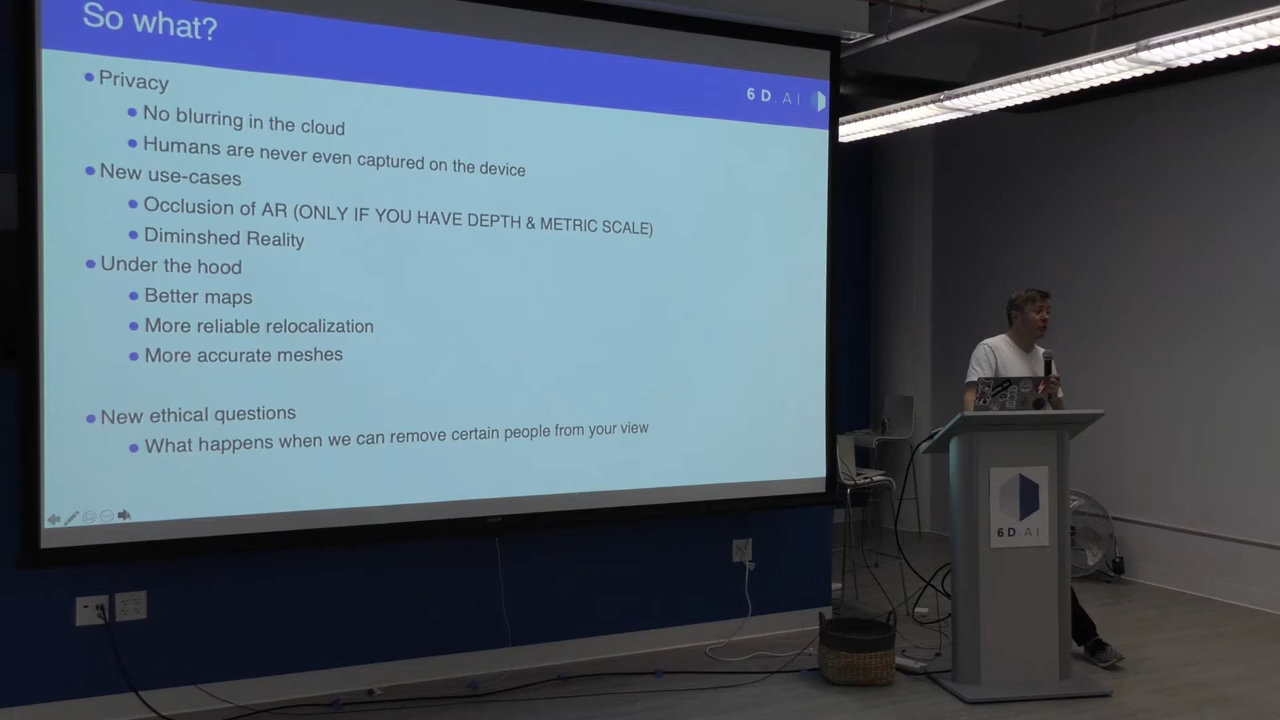 So what?
6D.AI
Privacy
No blurring in the cloud
Humans are never even captured on the device
New use-cases
Occlusion of AR (ONLY IF YOU HAVE DEPTH & METRIC SCALE)
Diminshed Reality
Under the hood
Better maps
More reliable relocalization
More accurate meshes
New ethical questions
What happens when we can remove certain people from your view
6D.AI